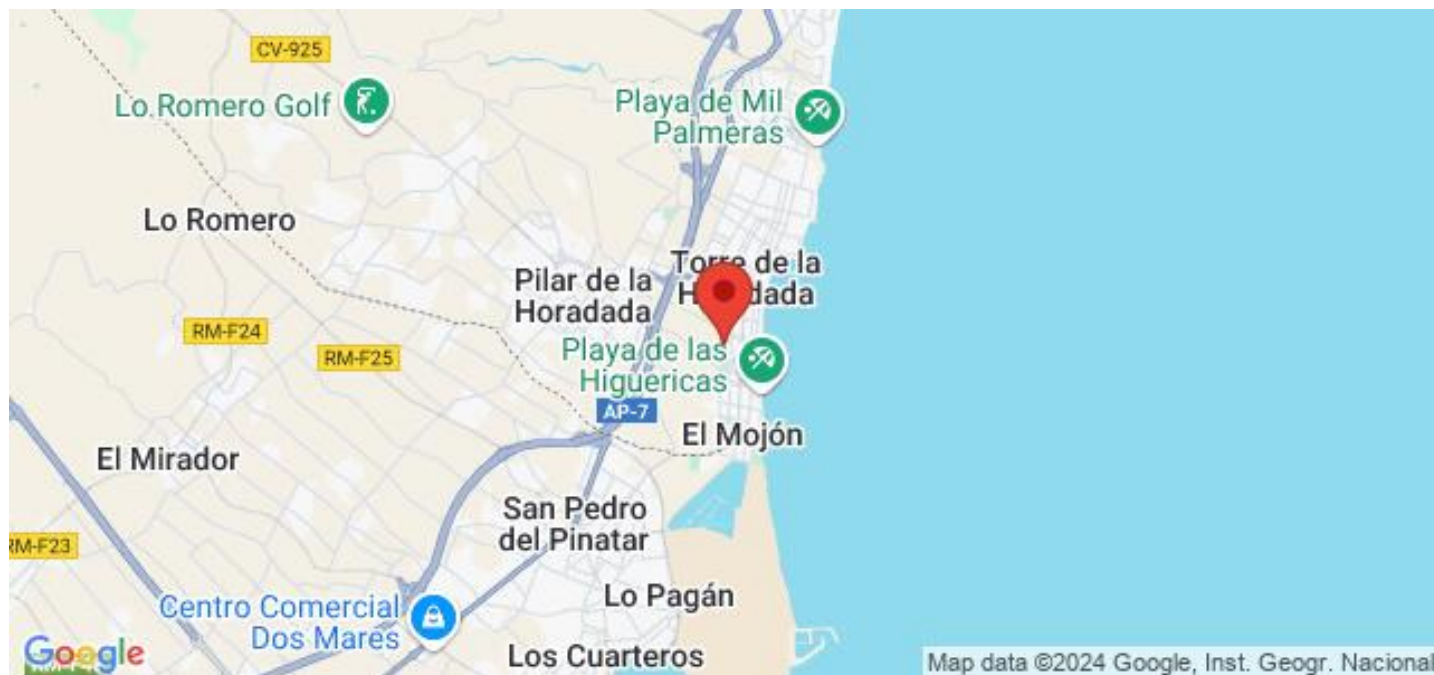 CV-925
Lo Romero Golf
Playa de Mil
Palmeras
Lo Romero
Torre de la
Pilar de la
Horadada
RM-F24
RM-F25
Playa de las
Higuericas
AP-7
El Mojón
El Mirador
San Pedro
del Pinatar
RM-F23
Lo Pagán
Centro Comercial
Dos Mares
Los Cuarteros
Google
Map data ©2024 Google, Inst. Geogr. Nacional